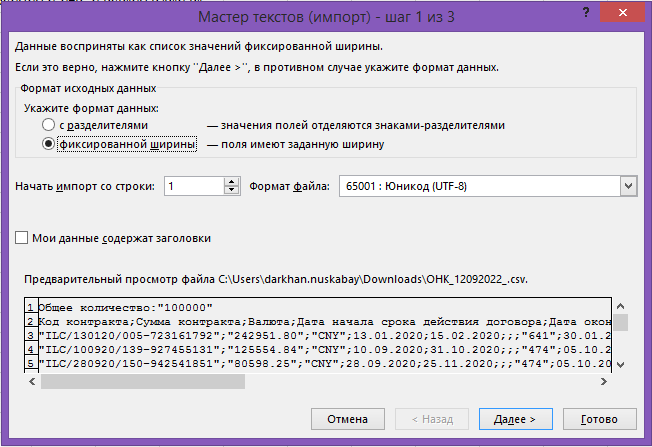 Мастер текстов (импорт) - шаг 1 из 3
?
Данные восприняты как список значений фиксированной ширины.
Если это верно, нажмите кнопку "Далее >", в противном случае укажите формат данных.
Формат исходных данных
Укажите формат данных:
с разделителями — значения полей отделяются знаками-разделителями
фиксированной ширины — поля имеют заданную ширину
Начать импорт со строки: 1 Формат файла: 65001 : Юникод (UTF-8)
Мои данные содержат заголовки
Предварительный просмотр файла C:\Users\darkhan.nuskabay\Downloads\ОНК_12092022_.csv.
1 Общее количество:"100000"
2 Код контракта;Сумма контракта;Валюта;Дата начала срока действия договора;Дата окон
3 "ILC/130120/005-723161792";"242951.80";"CNY";13.01.2020;15.02.2020;;;"641";30.01.2
4 "ILC/100920/139-927455131";"125554.84";"CNY";10.09.2020;31.10.2020;;;"474";05.10.2
5 "ILC/280920/150-942541851";"80598.25";"CNY";28.09.2020;25.11.2020;;;"474";05.10.20
Отмена < Назад Далее > Готово